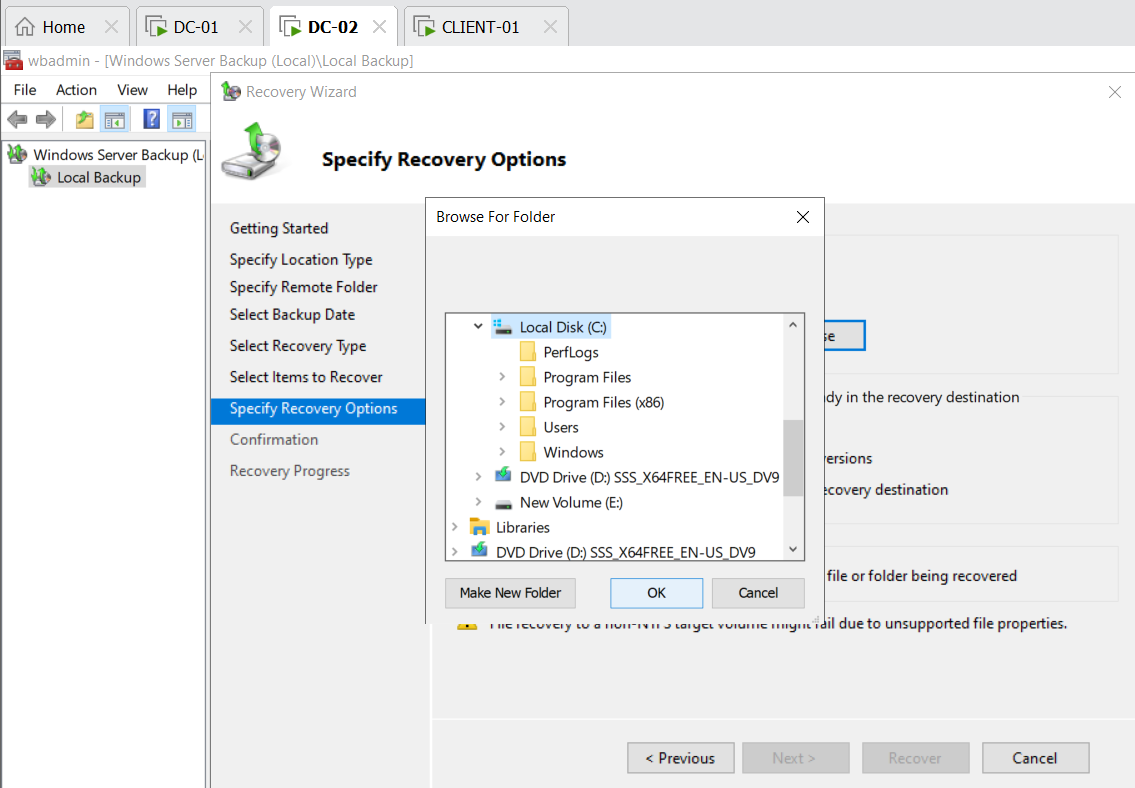 Home
DC-01
DC-02
CLIENT-01
wbadmin - [Windows Server Backup (Local)\Local Backup]
File Action View Help
Recovery Wizard
Windows Server Backup (L
Local Backup
Specify Recovery Options
Getting Started
Specify Location Type
Specify Remote Folder
Select Backup Date
Select Recovery Type
Select Items to Recover
Specify Recovery Options
Confirmation
Recovery Progress
Browse For Folder
Local Disk (C:)
PerfLogs
Program Files
Program Files (x86)
Users
Windows
DVD Drive (D:) SSS_X64FREE_EN-US_DV9
New Volume (E:)
Libraries
DVD Drive (D:) SSS_X64FREE_EN-US_DV9
Make New Folder
OK
Cancel
se
dy in the recovery destination
versions
ecovery destination
file or folder being recovered
File recovery to a non-NTFS target volume might fail due to unsupported file properties.
< Previous
Next >
Recover
Cancel